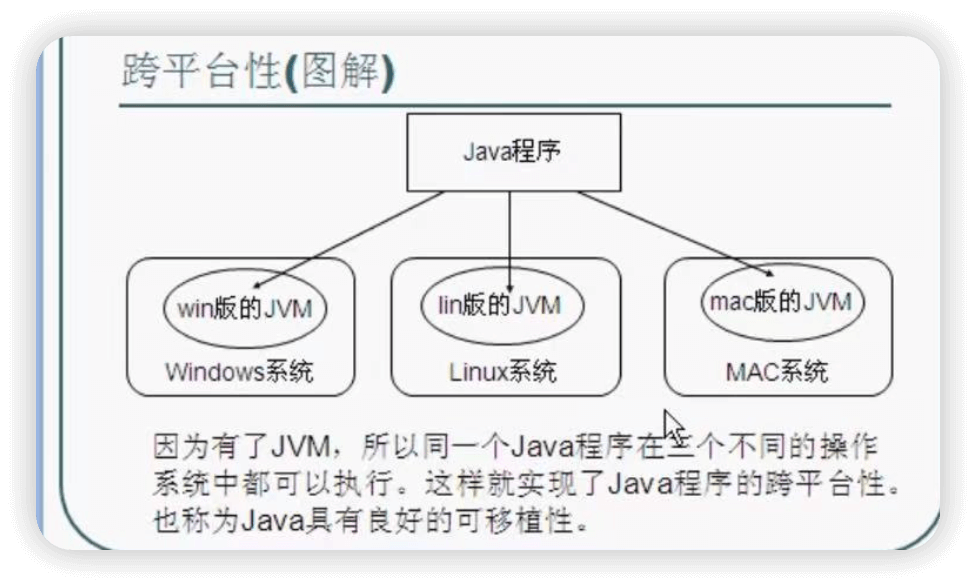 跨平台性(图解)
Java程序
win版的JVM
lin版的JVM
mac版的JVM
Windows系统
Linux系统
MAC系统
因为有了JVM，所以同一个Java程序在三个不同的操作
系统中都可以执行。这样就实现了Java程序的跨平台性。
也称为Java具有良好的可移植性。